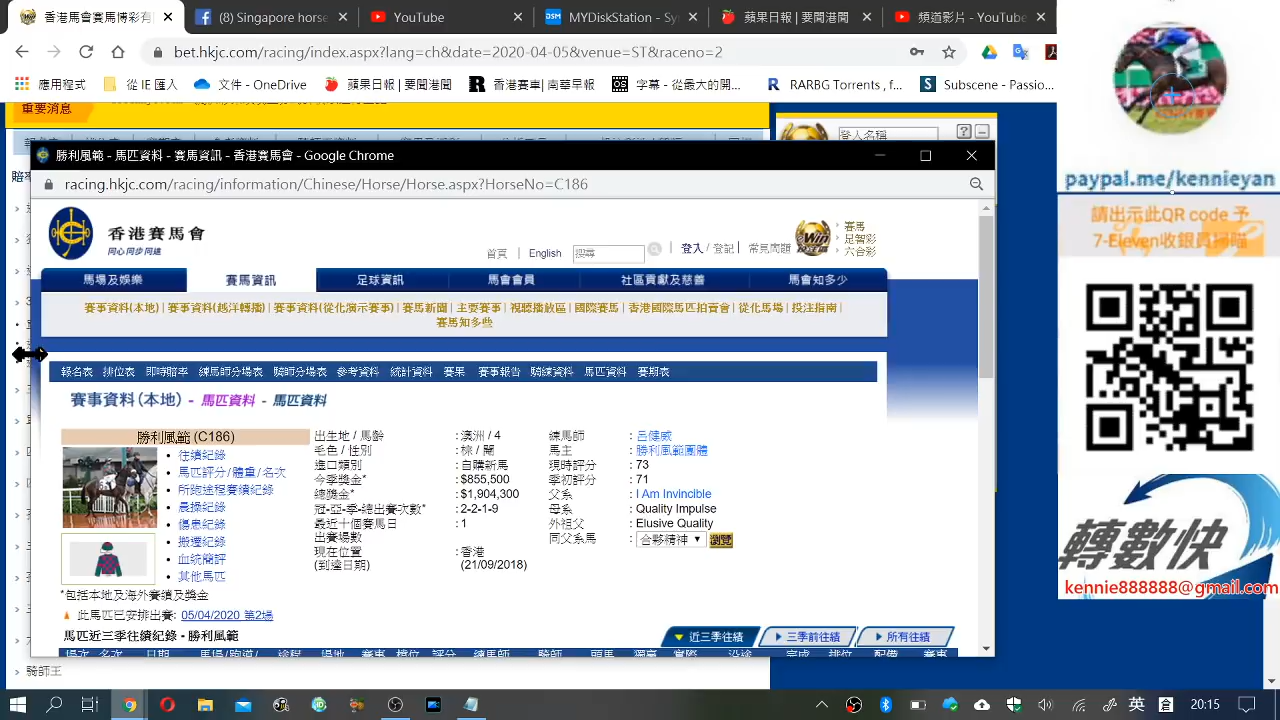 香港賽馬會博彩有
(8) Singapore horse
YouTube
MYDiskStation - Sy
蘋果日報 | 要聞港聞
頻道影片 - YouTube
bet.hkjc.com/racing/index.aspx?lang=ch&date=2020-04-05&venue=ST&raceno=2
應用程式
從 IE 匯入
文件 - OneDrive
蘋果日報 | 要聞港聞
香港賽事| 南華早報
字幕 - 從最大的開...
RARBG Torrents , f...
Subscene - Passio...
重要消息
登入名稱
勝利風範 - 馬匹資料 - 賽馬資訊 - 香港賽馬會 - Google Chrome
racing.hkjc.com/racing/information/Chinese/Horse/Horse.aspx?HorseNo=C186
香港賽馬會
同心同步同進
首頁 | English
搜尋
登入 / 登記 | 常見問題
eWin
賽馬
足智彩
六合彩
馬場及娛樂
賽馬資訊
足球資訊
馬會會員
社區貢獻及慈善
馬會知多少
賽事資料(本地) | 賽事資料(越洋轉播) | 賽事資料(從化演示賽事) | 賽馬新聞 | 主要賽事 | 視聽播放區 | 國際賽馬 | 香港國際馬匹拍賣會 | 從化馬場 | 投注指南 |
賽馬知多些
報名表 排位表 即時賠率 練馬師分場表 騎師分場表 參考資料 統計資料 賽果 賽事報告 騎練資料 馬匹資料 賽期表
賽事資料(本地) - 馬匹資料 - 馬匹資料
勝利風範 (C186)
往績紀錄
馬匹評分/體重/名次
所跑途程賽績紀錄
晨操紀錄
傷患紀錄
搬遷紀錄
血統簡評
其他馬匹
出生地 / 馬齡 : 澳洲 / 4
毛色 / 性別 : 棕 / 閹
進口類別 : 自購新馬
今季獎金* : $855,500
總獎金* : $1,904,300
冠-亞-季-總出賽次數* : 2-2-1-9
最近十個賽馬日
出賽場數 : 1
現在位置
(到達日期) : 香港
(21/09/2018)
練馬師 : 呂健威
馬主 : 勝利風範團體
現時評分 : 73
季初評分 : 71
父系 : I Am Invincible
母系 : Quality Impulse
外祖父 : Elusive Quality
同父系馬 : 合夥精神 瀏覽
*包括本地及海外賽績及獎金
此馬匹已安排出賽: 05/04/2020 第2場
馬匹近三季往績紀錄 - 勝利風範
近三季往績
三季前往績
所有往績
騎師王
paypal.me/kennieyan
請出示此QR code 予
7-Eleven收銀員掃瞄
轉數快
kennie888888@gmail.com
英
20:15